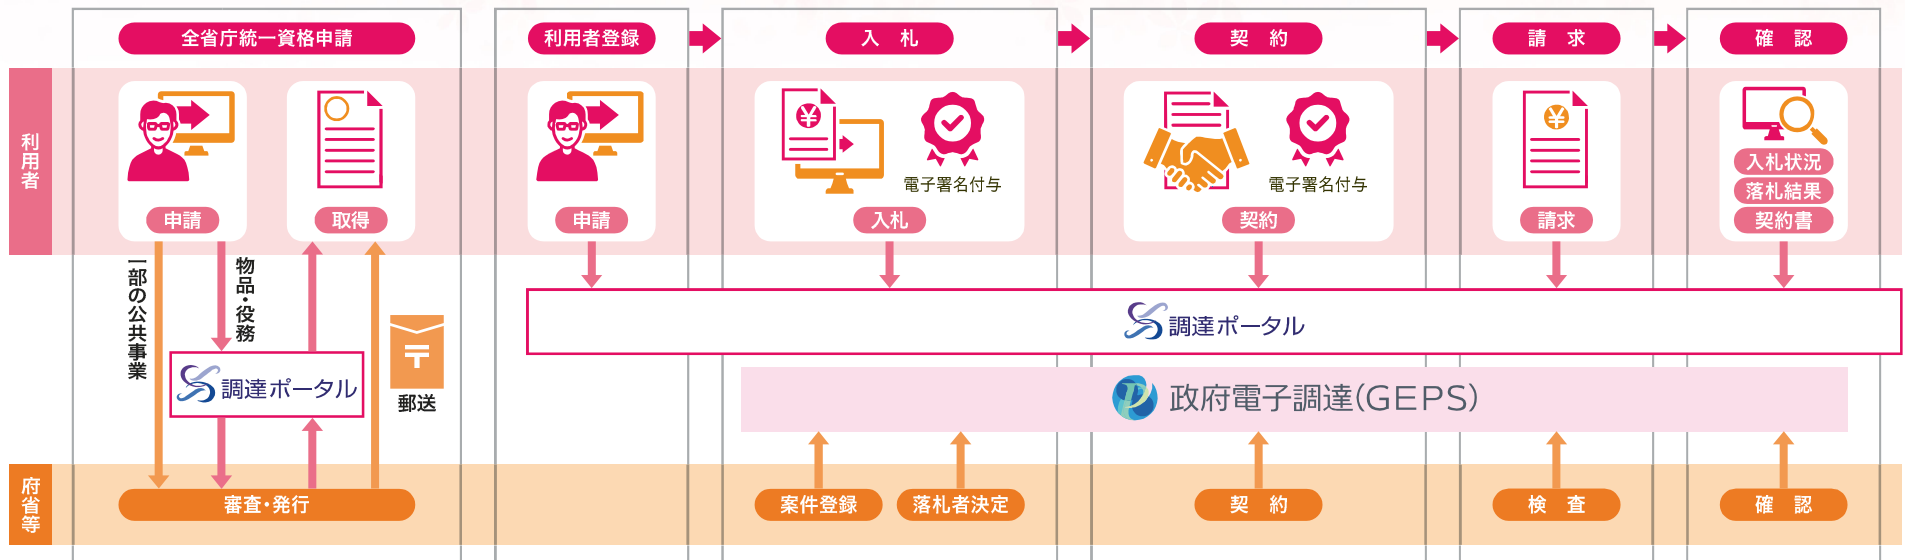 全省庁統一資格申請
利用者登録
入　札
契　約
請　求
確　認
利用者
申請
取得
申請
¥
電子署名付与
入札
電子署名付与
契約
¥
請求
入札状況
落札結果
契約書
一部の公共事業
物品・役務
郵送
調達ポータル
調達ポータル
政府電子調達(GEPS)
府省等
審査・発行
案件登録
落札者決定
契　約
検　査
確　認